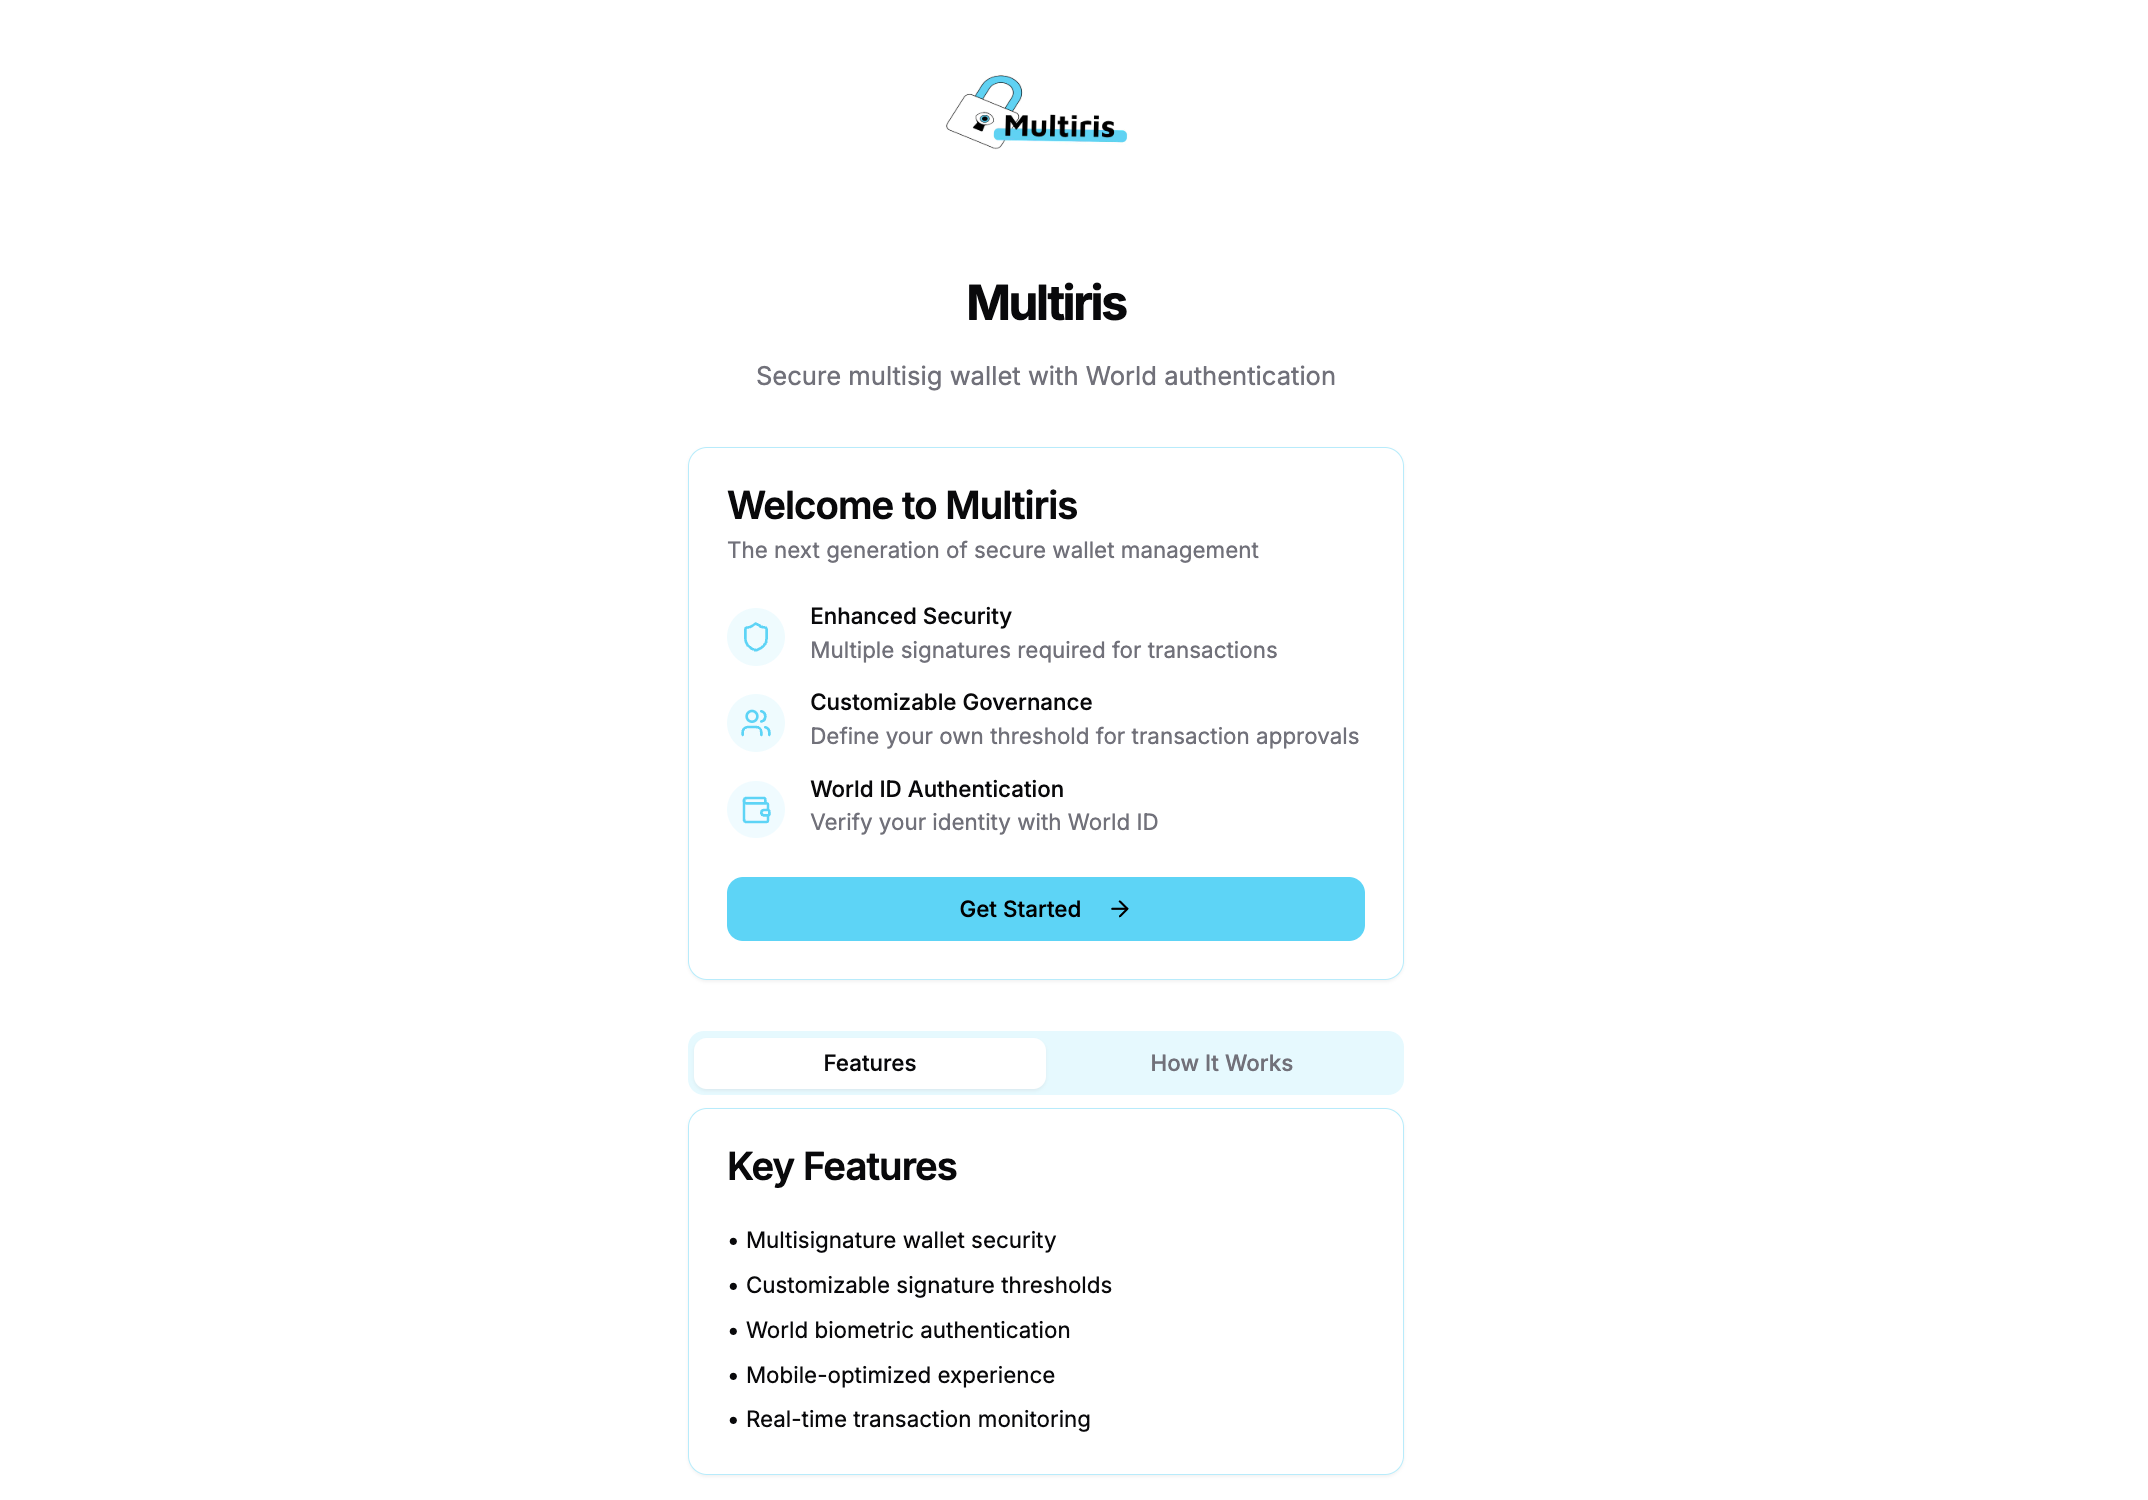 Multiris
Multiris
Secure multisig wallet with World authentication
Welcome to Multiris
The next generation of secure wallet management
Enhanced Security
Multiple signatures required for transactions
Customizable Governance
Define your own threshold for transaction approvals
World ID Authentication
Verify your identity with World ID
Get Started →
Features
How It Works
Key Features
• Multisignature wallet security
• Customizable signature thresholds
• World biometric authentication
• Mobile-optimized experience
• Real-time transaction monitoring